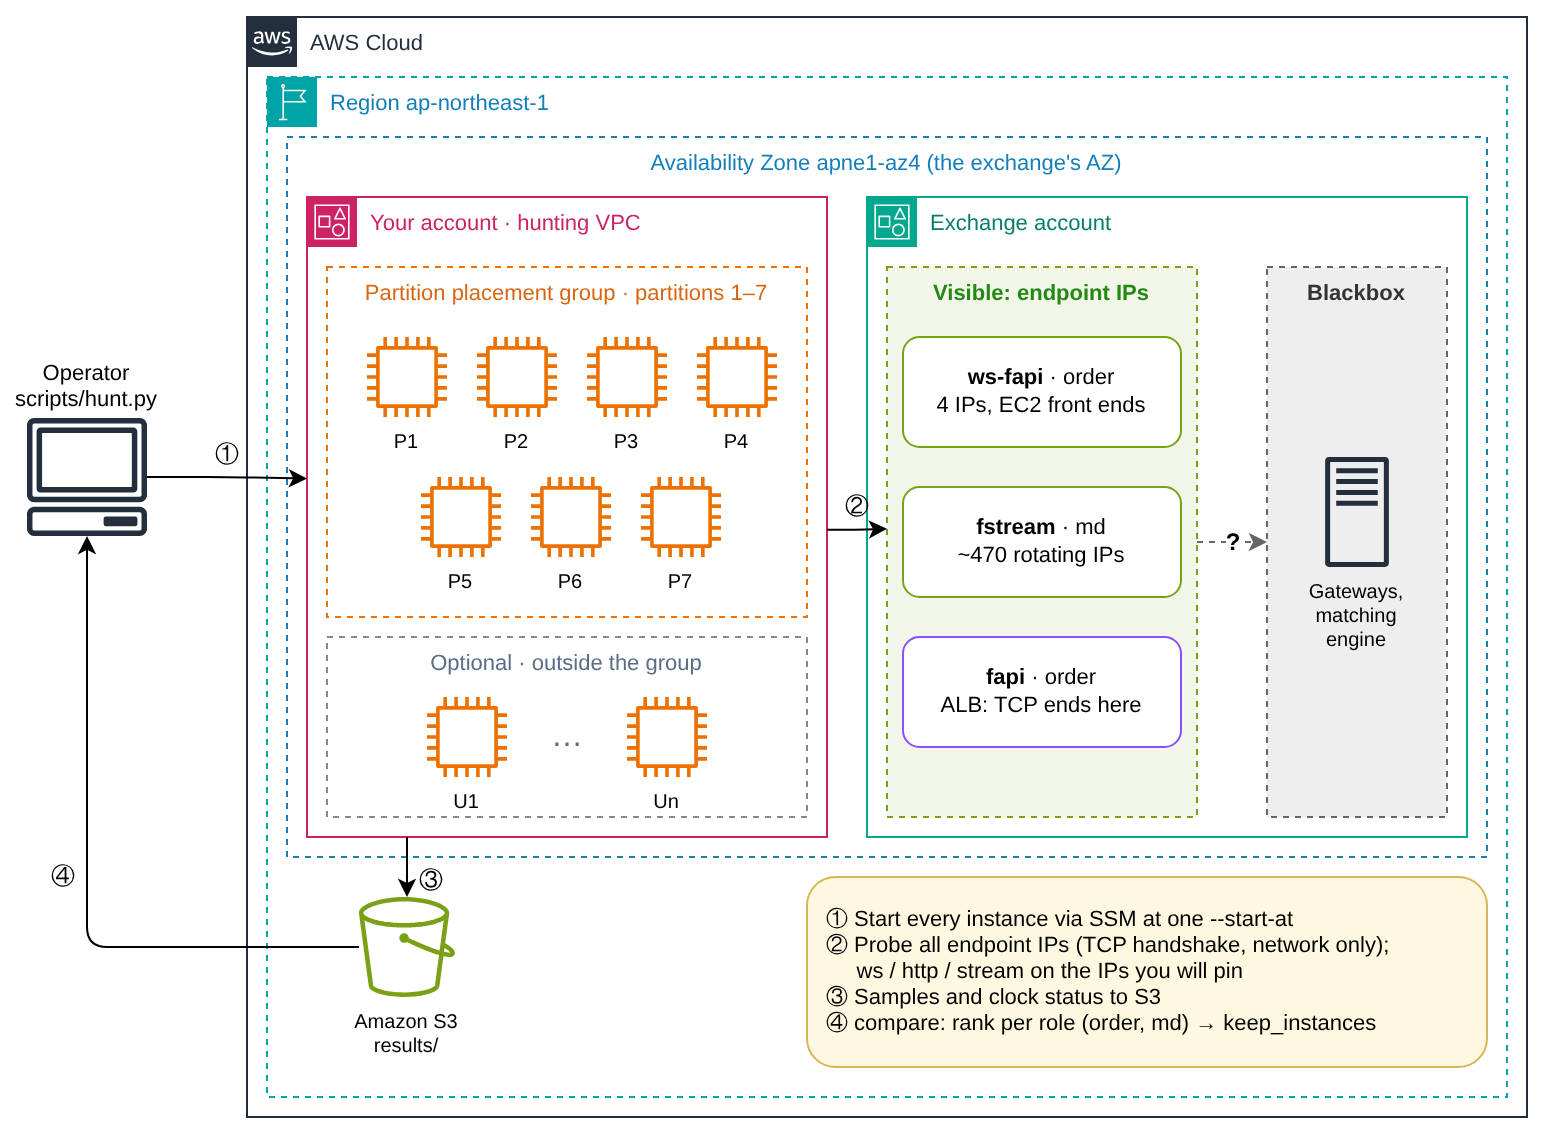 aws
AWS Cloud
Region ap-northeast-1
Availability Zone apne1-az4 (the exchange's AZ)
Your account · hunting VPC
Exchange account
Partition placement group · partitions 1–7
P1
P2
P3
P4
P5
P6
P7
Optional · outside the group
U1
...
Un
Visible: endpoint IPs
ws-fapi · order
4 IPs, EC2 front ends
fstream · md
~470 rotating IPs
fapi · order
ALB: TCP ends here
Blackbox
?
Gateways,
matching
engine
Operator
scripts/hunt.py
①
②
③
④
Amazon S3
results/
① Start every instance via SSM at one --start-at
② Probe all endpoint IPs (TCP handshake, network only);
ws / http / stream on the IPs you will pin
③ Samples and clock status to S3
④ compare: rank per role (order, md) → keep_instances